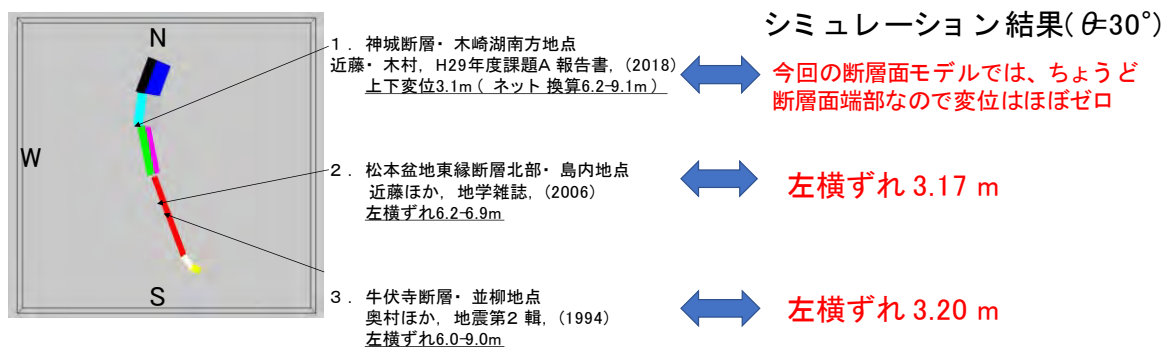 シミュレーション結果(θ=30°)
N
W
S
1. 神城断層・木崎湖南方地点
近藤・木村, H29年度課題A 報告書, (2018)
上下変位3.1m(ネット換算6.2-9.1m)
今回の断層面モデルでは、ちょうど
断層面端部なので変位はほぼゼロ
2. 松本盆地東縁断層北部・島内地点
近藤ほか, 地学雑誌, (2006)
左横ずれ6.2-6.9m
左横ずれ 3.17 m
3. 牛伏寺断層・並柳地点
奥村ほか, 地震第2輯, (1994)
左横ずれ6.0-9.0m
左横ずれ 3.20 m